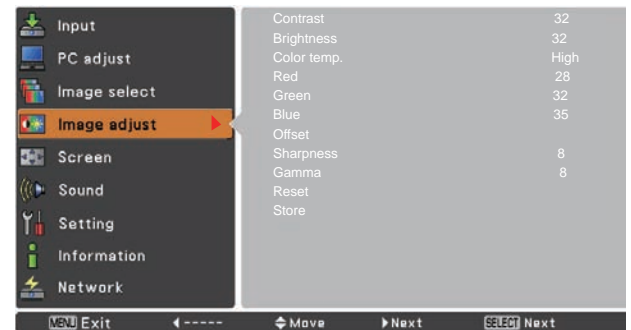 Input
PC adjust
Image select
Image adjust
Screen
Sound
Setting
Information
Network
Contrast 32
Brightness 32
Color temp. High
Red 28
Green 32
Blue 35
Offset
Sharpness 8
Gamma 8
Reset
Store
MENU Exit ----- Move Next SELECT Next